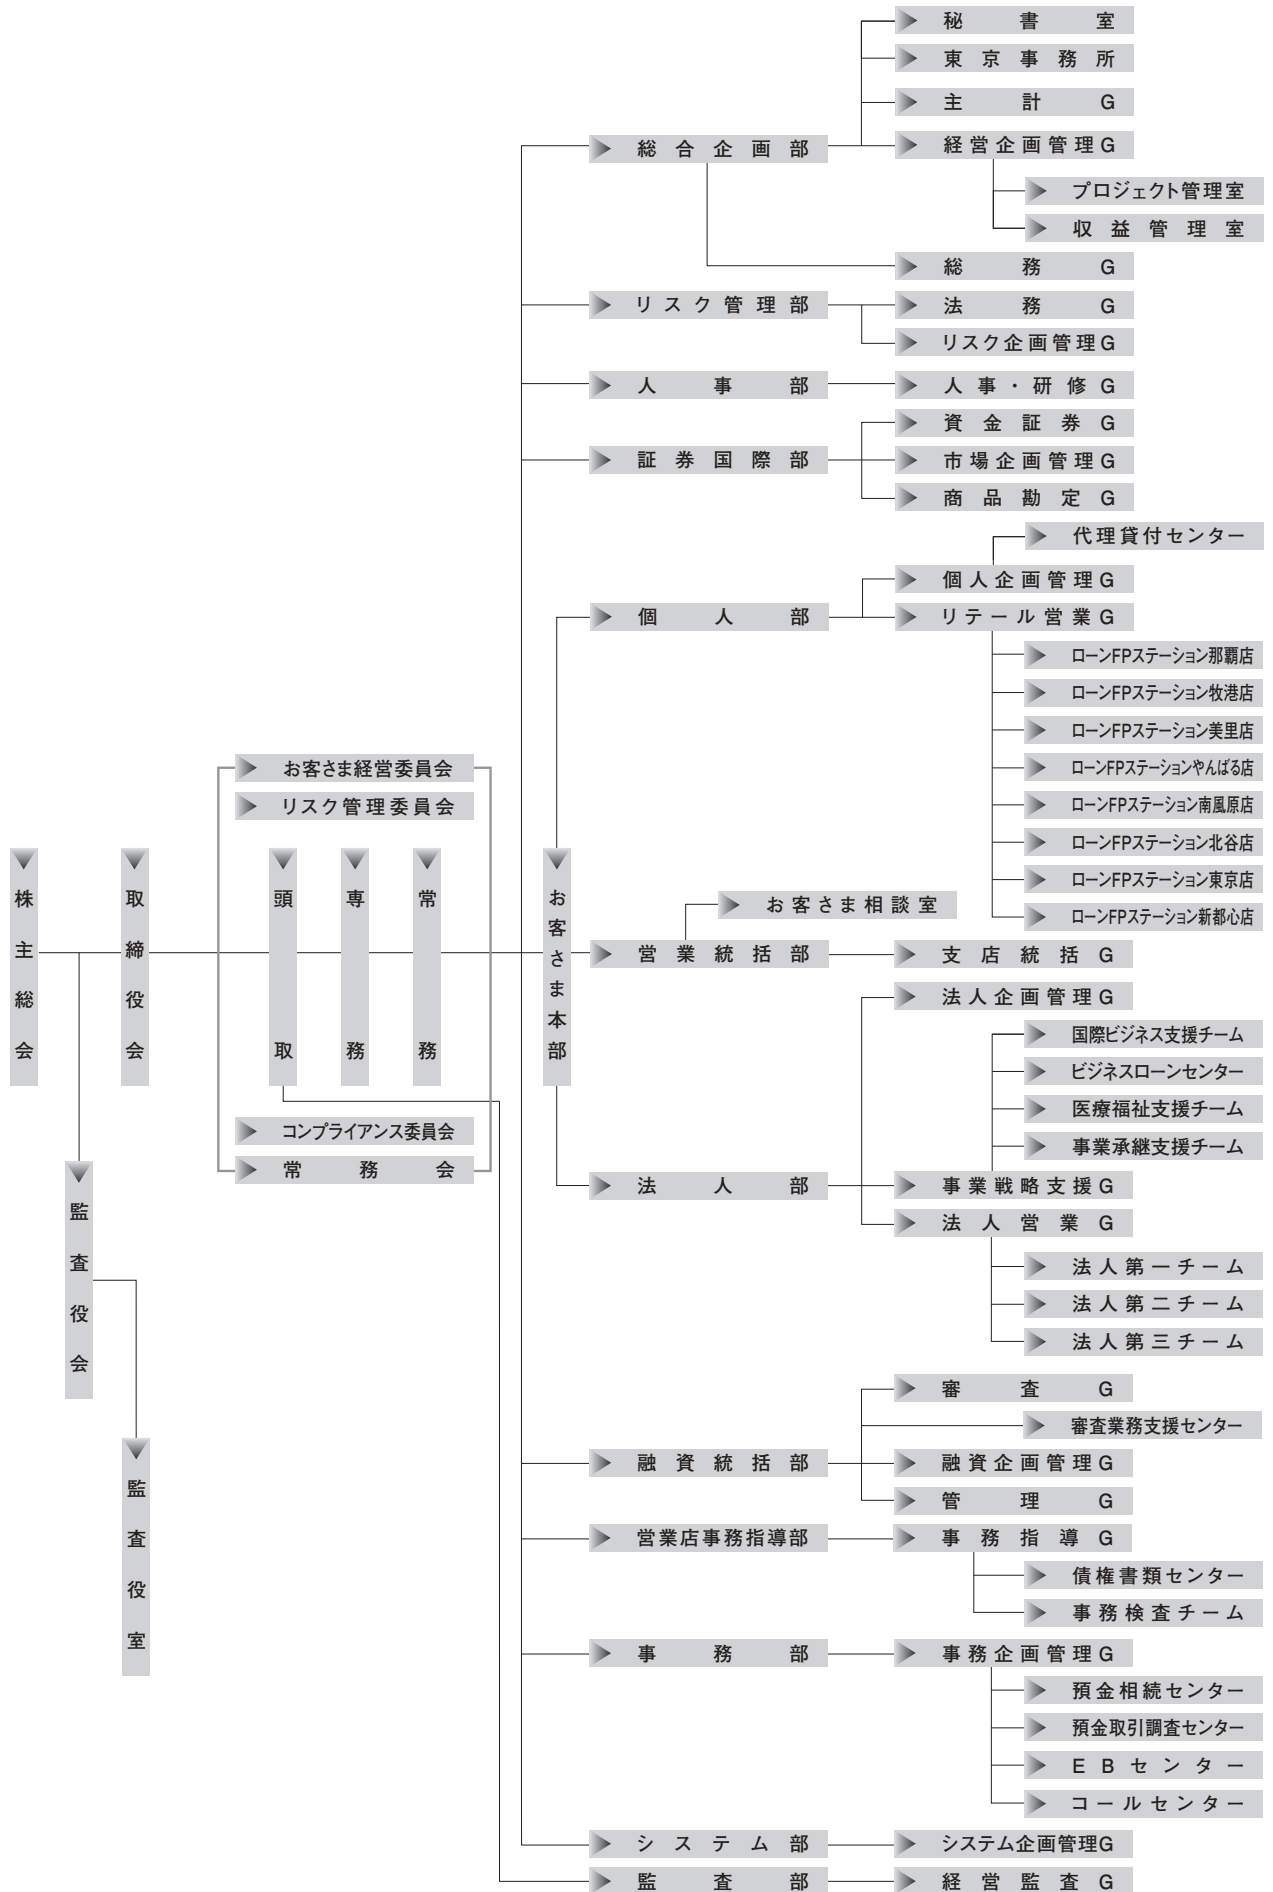 株主総会
取締役会
監査役会
監査役室
お客さま経営委員会
リスク管理委員会
頭取
専務
常務
コンプライアンス委員会
常務会
お客さま本部
総合企画部
秘書室
東京事務所
主計G
経営企画管理G
プロジェクト管理室
収益管理室
総務G
リスク管理部
法務G
リスク企画管理G
人事部
人事・研修G
証券国際部
資金証券G
市場企画管理G
商品勘定G
個人部
代理貸付センター
個人企画管理G
リテール営業G
ローンFPステーション那覇店
ローンFPステーション牧港店
ローンFPステーション美里店
ローンFPステーションやんばる店
ローンFPステーション南風原店
ローンFPステーション北谷店
ローンFPステーション東京店
ローンFPステーション新都心店
お客さま相談室
営業統括部
支店統括G
法人部
法人企画管理G
国際ビジネス支援チーム
ビジネスローンセンター
医療福祉支援チーム
事業承継支援チーム
事業戦略支援G
法人営業G
法人第一チーム
法人第二チーム
法人第三チーム
融資統括部
審査G
審査業務支援センター
融資企画管理G
管理G
営業店事務指導部
事務指導G
債権書類センター
事務検査チーム
事務部
事務企画管理G
預金相続センター
預金取引調査センター
EBセンター
コールセンター
システム部
システム企画管理G
監査部
経営監査G